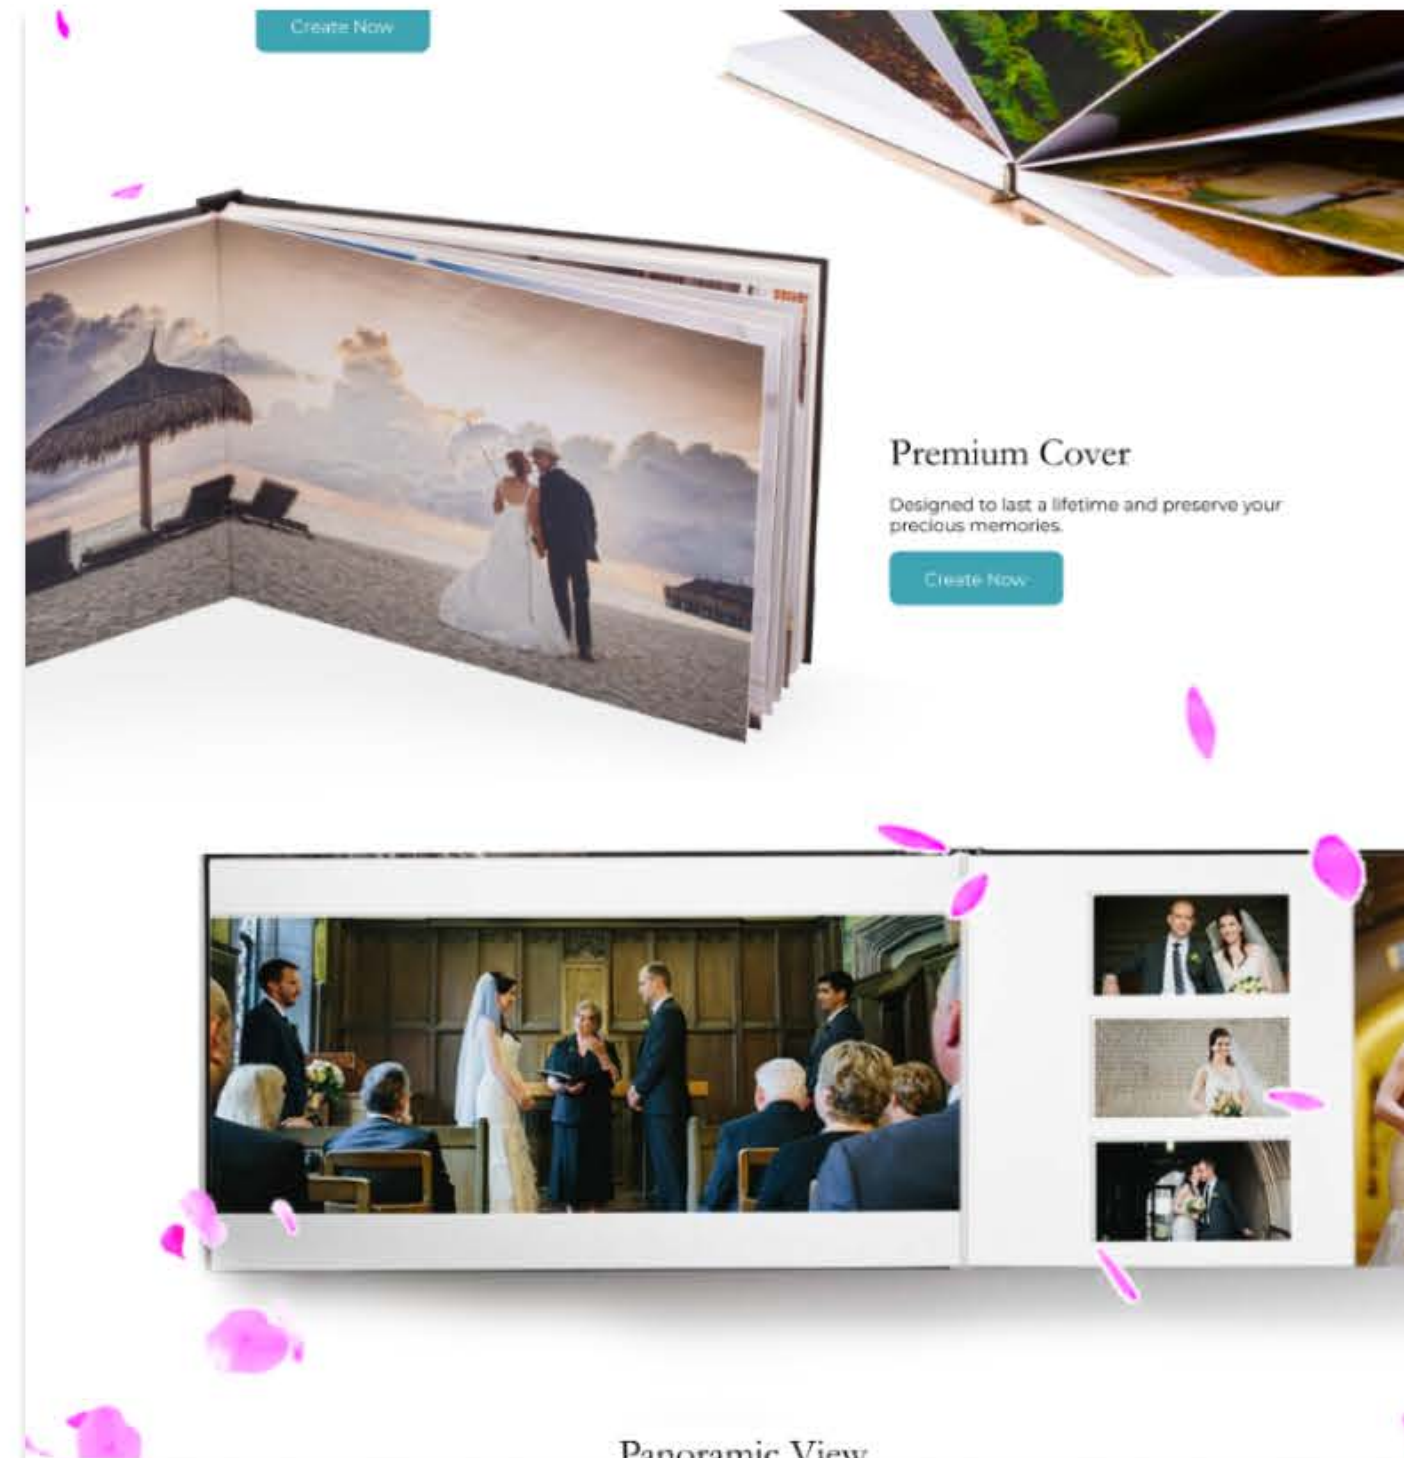 Create Now
Premium Cover
Designed to last a lifetime and preserve your
precious memories.
Create Now
Panoramic View